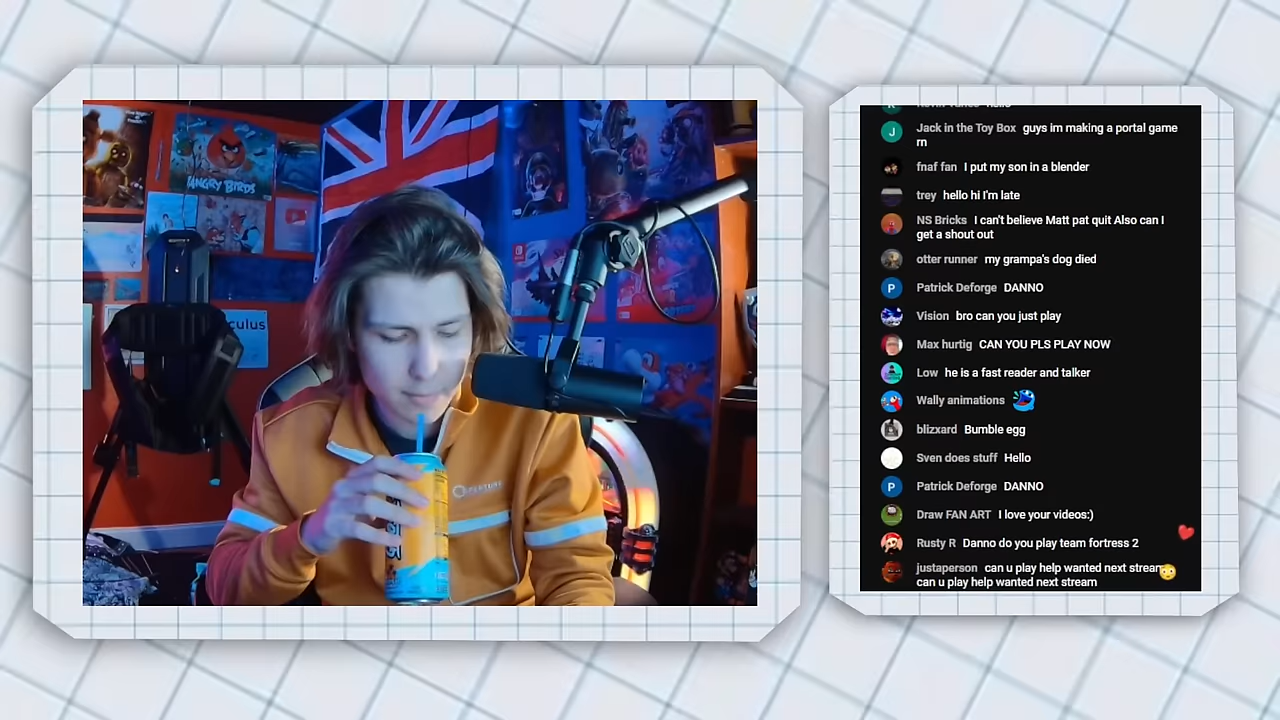 ANGRY BIRDS
culus
Jack in the Toy Box guys im making a portal game
rn
fnaf fan I put my son in a blender
trey hello hi I'm late
NS Bricks I can't believe Matt pat quit Also can I
get a shout out
otter runner my grampa's dog died
Patrick Deforge DANNO
Vision bro can you just play
Max hurtig CAN YOU PLS PLAY NOW
Low he is a fast reader and talker
Wally animations
blizxard Bumble egg
Sven does stuff Hello
Patrick Deforge DANNO
Draw FAN ART I love your videos:)
Rusty R Danno do you play team fortress 2
justaperson can u play help wanted next stream
can u play help wanted next stream